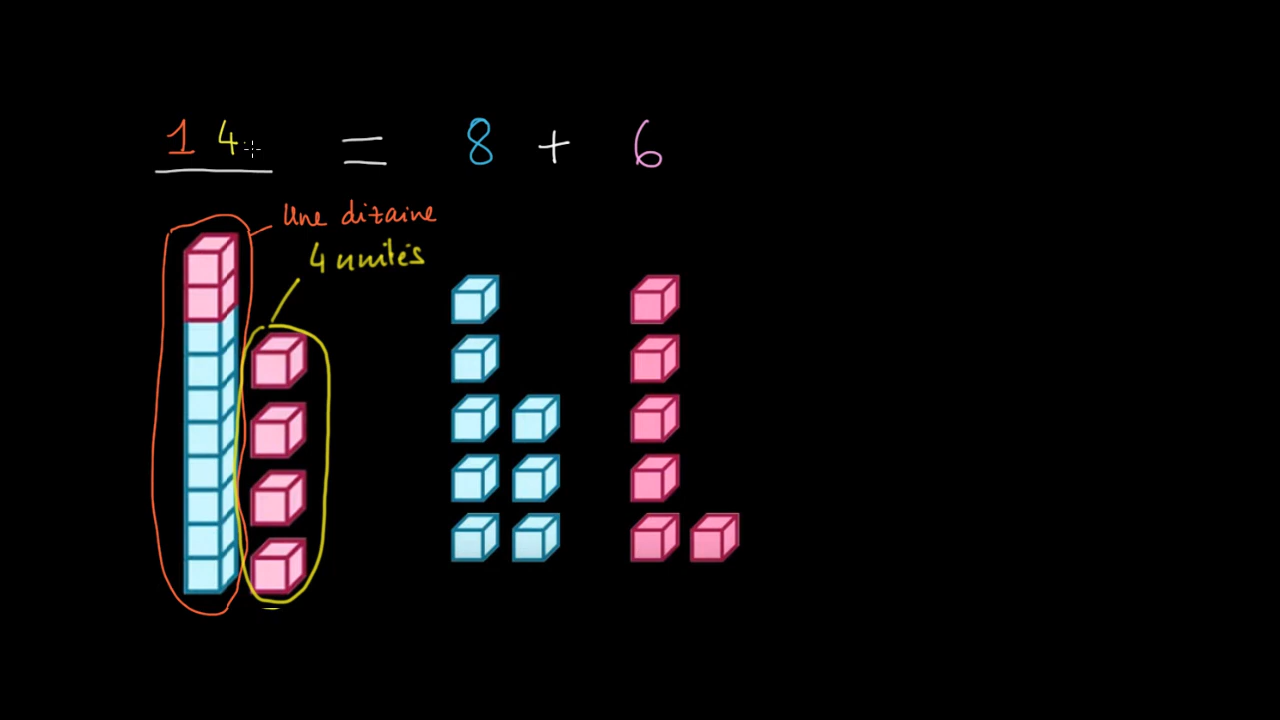 14 = 8 + 6
une dizaine
4 unités